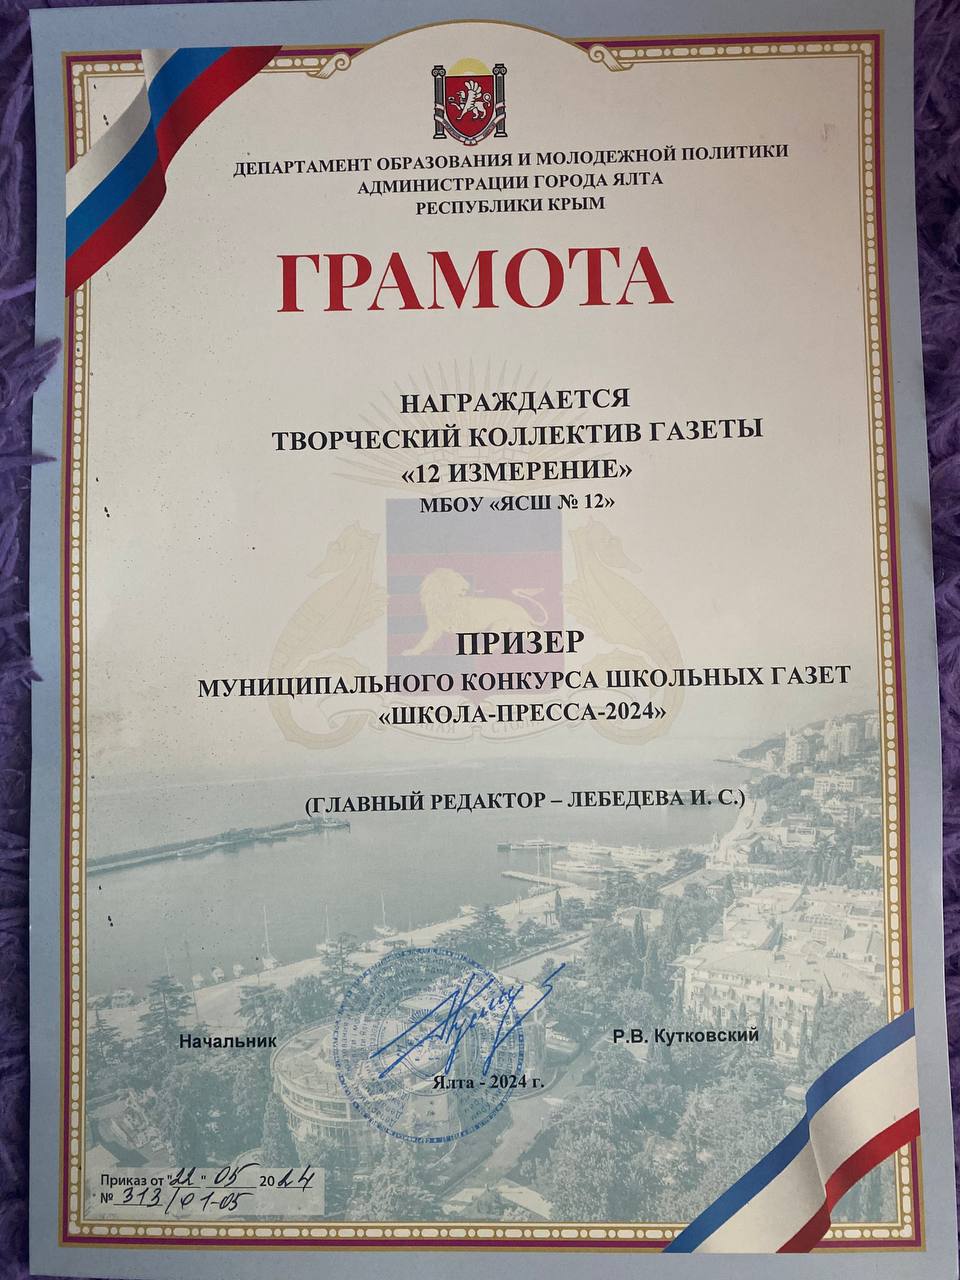 ДЕПАРТАМЕНТ ОБРАЗОВАНИЯ И МОЛОДЕЖНОЙ ПОЛИТИКИ
АДМИНИСТРАЦИИ ГОРОДА ЯЛТА
РЕСПУБЛИКИ КРЫМ
ГРАМОТА
НАГРАЖДАЕТСЯ
ТВОРЧЕСКИЙ КОЛЛЕКТИВ ГАЗЕТЫ
«12 ИЗМЕРЕНИЕ»
МБОУ «ЯСШ № 12»
ПРИЗЕР
МУНИЦИПАЛЬНОГО КОНКУРСА ШКОЛЬНЫХ ГАЗЕТ
«ШКОЛА-ПРЕССА-2024»
(ГЛАВНЫЙ РЕДАКТОР – ЛЕБЕДЕВА И. С.)
Начальник Р.В. Кутковский
Ялта - 2024 г.
Приказ от "22" 05 2024
№ 313/01-05